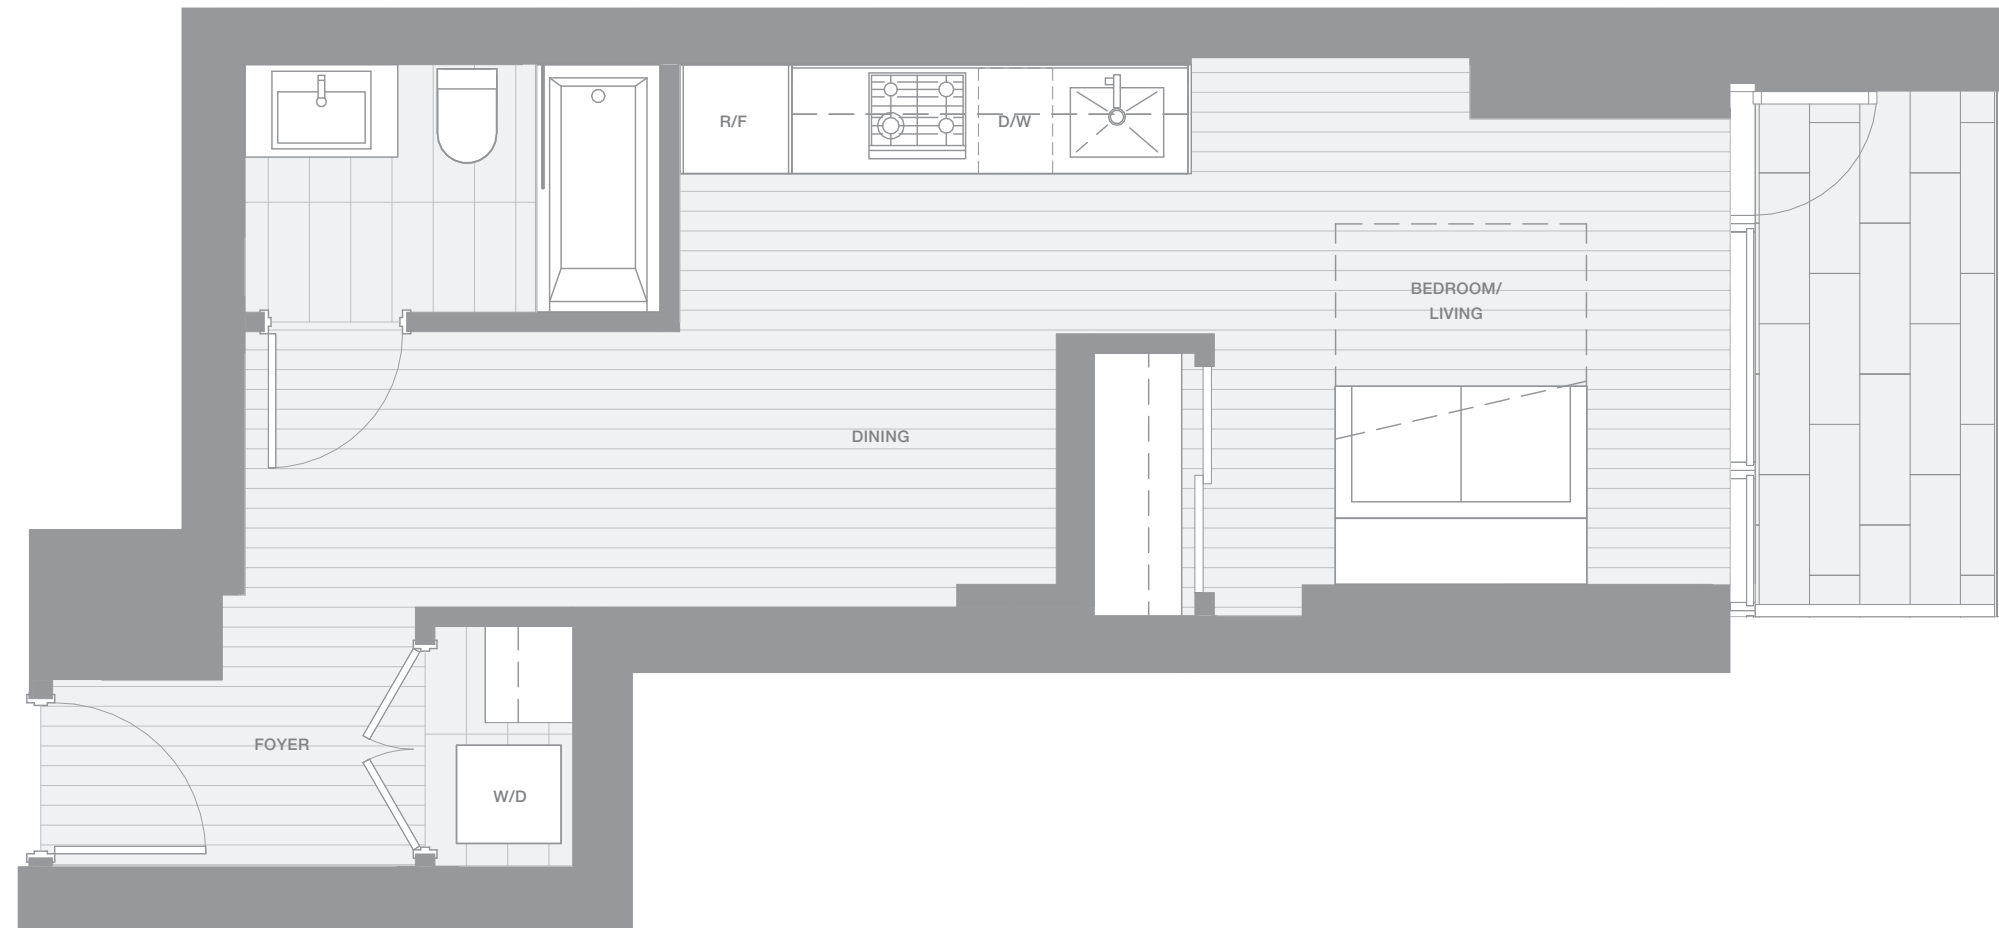 R/F
D/W
BEDROOM/
LIVING
DINING
FOYER
W/D